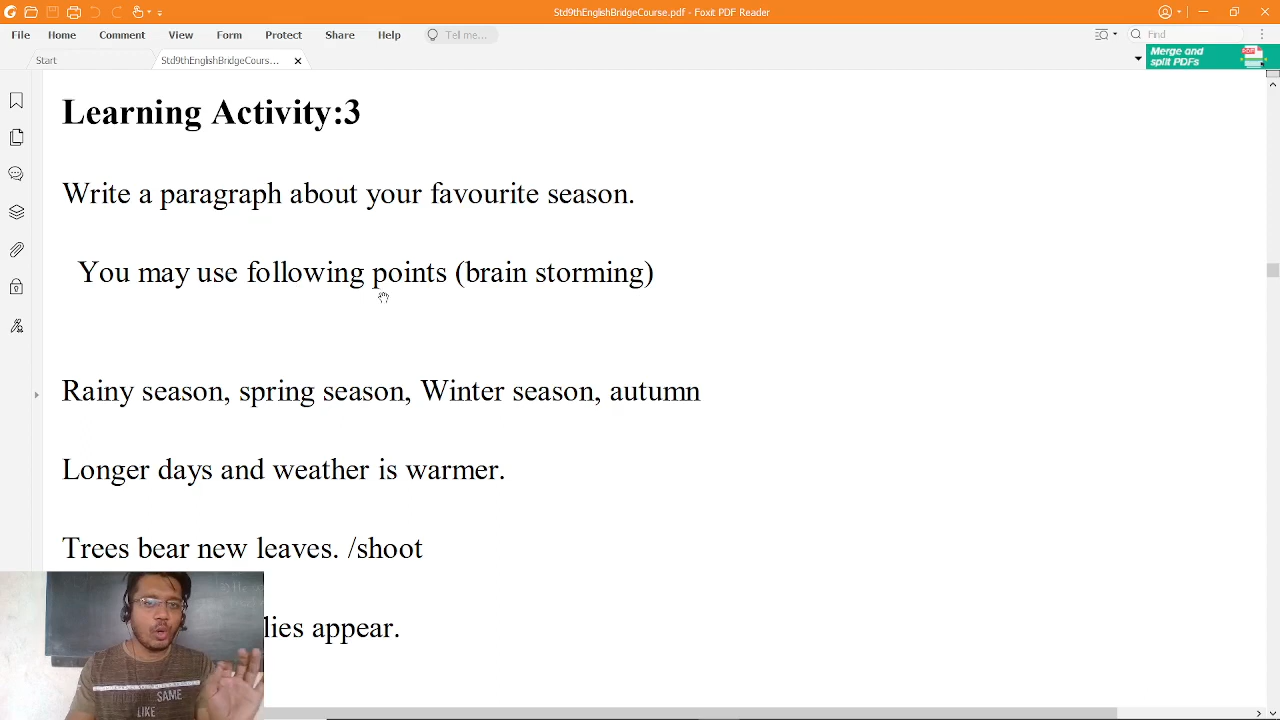 Std9thEnglishBridgeCourse.pdf - Foxit PDF Reader
File Home Comment View Form Protect Share Help Tell me... Find
Start Std9thEnglishBridgeCours...
Merge and
split PDFs
Learning Activity:3
Write a paragraph about your favourite season.
You may use following points (brain storming)
Rainy season, spring season, Winter season, autumn
Longer days and weather is warmer.
Trees bear new leaves. /shoot
lies appear.
SAME
LIKE